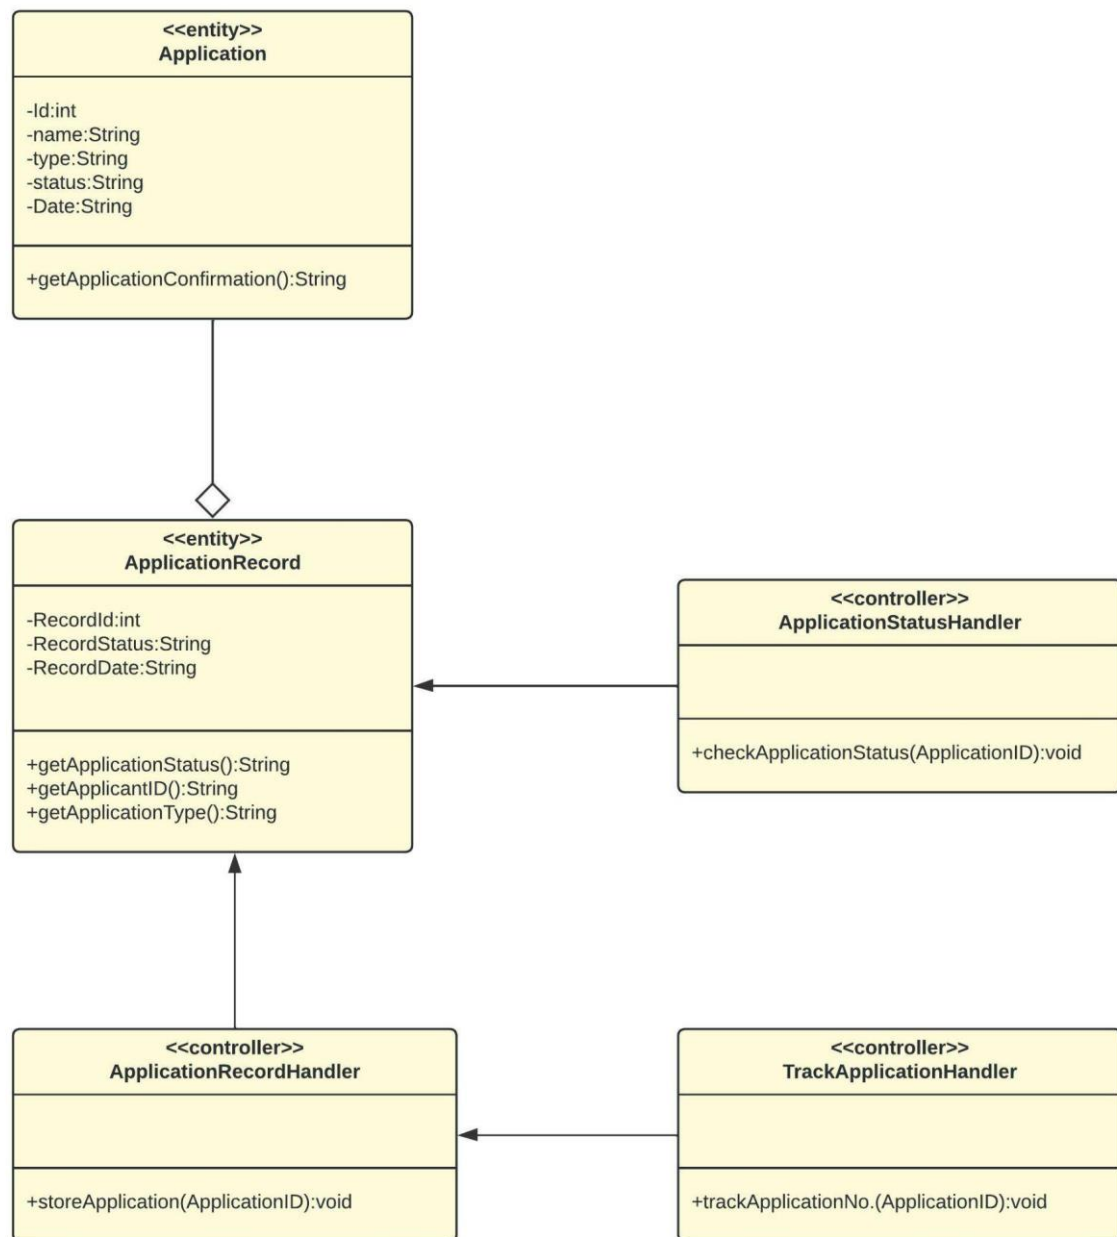 <<entity>>
Application
-Id:int
-name:String
-type:String
-status:String
-Date:String
+getApplicationConfirmation():String
<<entity>>
ApplicationRecord
-RecordId:int
-RecordStatus:String
-RecordDate:String
+getApplicationStatus():String
+getApplicantID():String
+getApplicationType():String
<<controller>>
ApplicationStatusHandler
+checkApplicationStatus(ApplicationID):void
<<controller>>
ApplicationRecordHandler
+storeApplication(ApplicationID):void
<<controller>>
TrackApplicationHandler
+trackApplicationNo.(ApplicationID):void